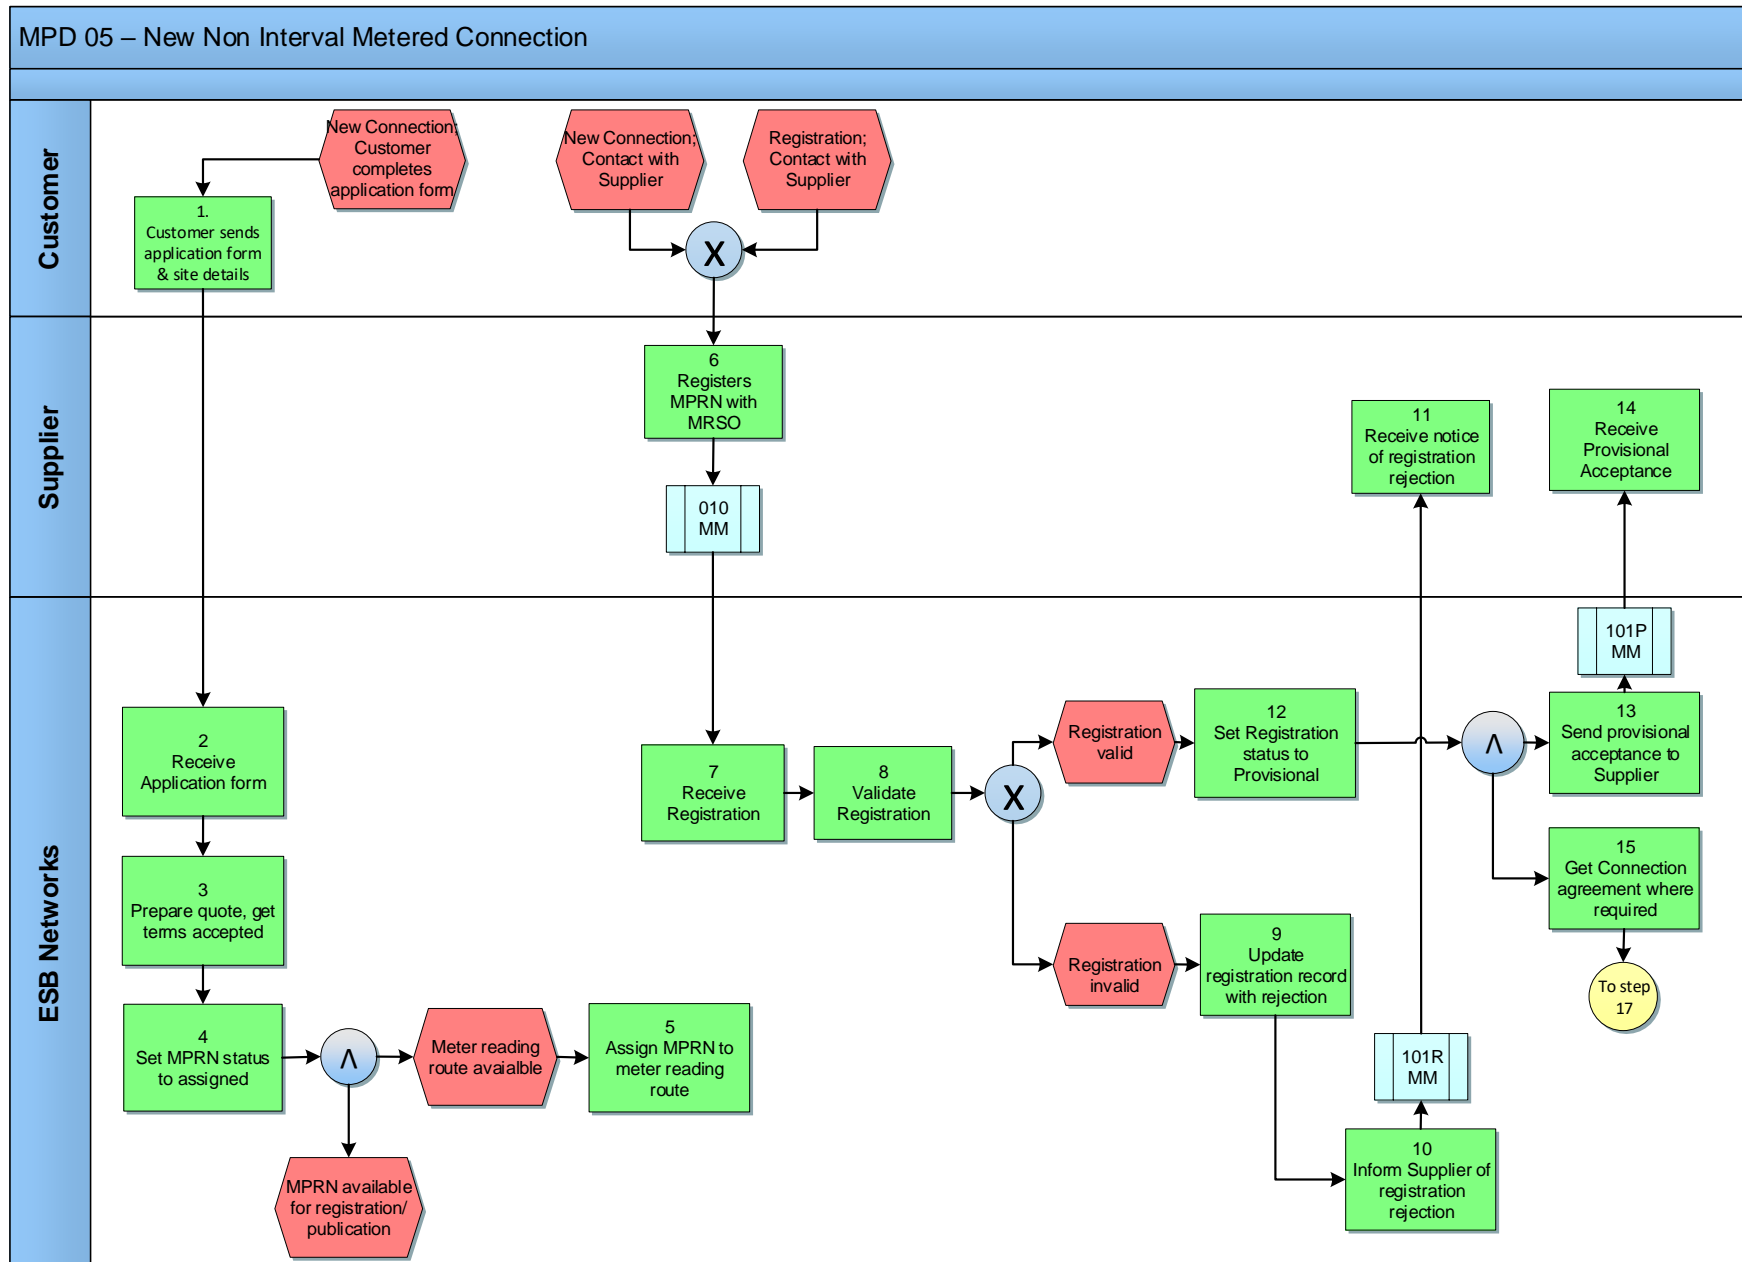 MPD 05 – New Non Interval Metered Connection
Customer
New Connection;
Customer
completes
application form
New Connection;
Contact with
Supplier
Registration;
Contact with
Supplier
1.
Customer sends
application form
& site details
X
Supplier
6
Registers
MPRN with
MRSO
010
MM
11
Receive notice
of registration
rejection
14
Receive
Provisional
Acceptance
ESB Networks
101P
MM
2
Receive
Application form
7
Receive
Registration
8
Validate
Registration
X
Registration
valid
12
Set Registration
status to
Provisional
Λ
13
Send provisional
acceptance to
Supplier
15
Get Connection
agreement where
required
3
Prepare quote, get
terms accepted
Registration
invalid
9
Update
registration record
with rejection
To step
17
4
Set MPRN status
to assigned
Λ
Meter reading
route avaialble
5
Assign MPRN to
meter reading
route
101R
MM
MPRN available
for registration/
publication
10
Inform Supplier of
registration
rejection